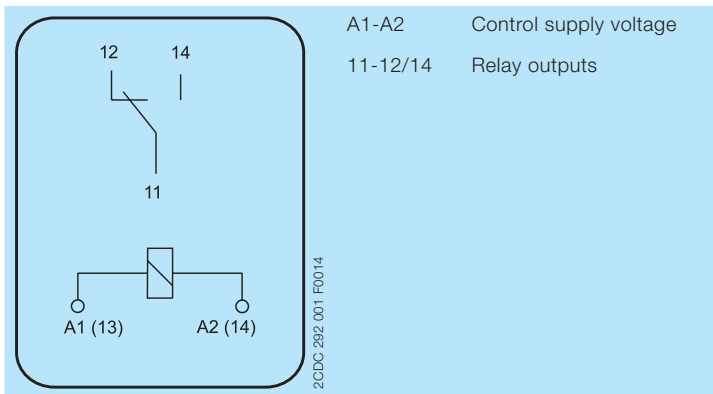 12 14
11
A1 (13) A2 (14)
2CDC 292 001 F0014
A1-A2 Control supply voltage
11-12/14 Relay outputs